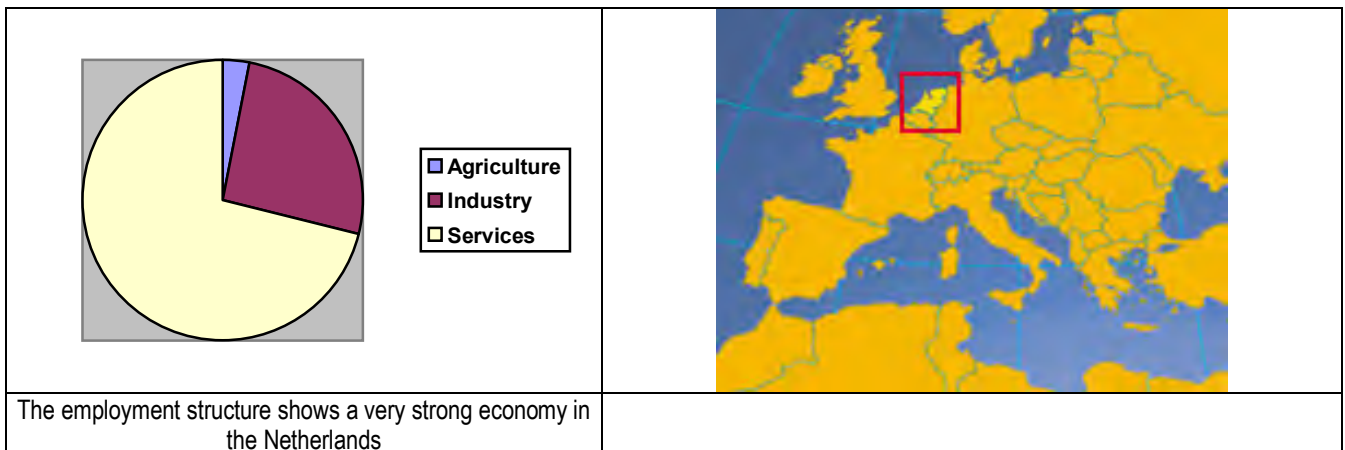 Agriculture
Industry
Services
The employment structure shows a very strong economy in
the Netherlands